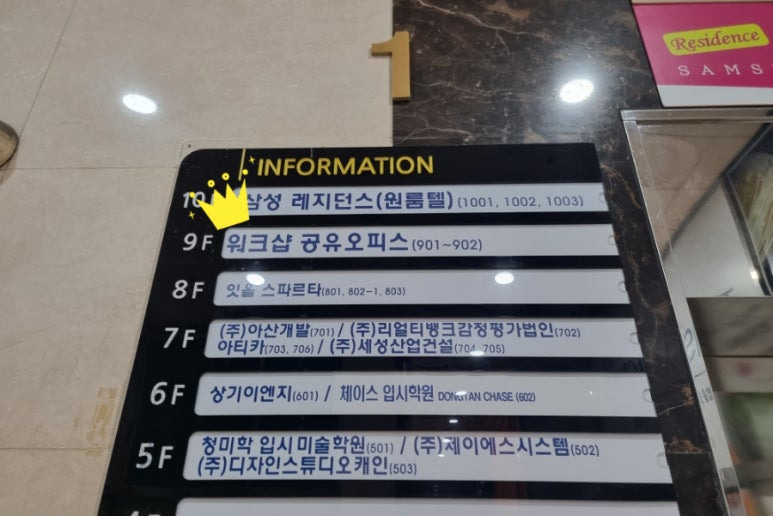 1
Residence
SAMS
INFORMATION
10 삼성 레지던스(원룸텔) (1001, 1002, 1003)
9F 워크샵 공유오피스 (901~902)
8F 잇올 스파르타(801, 802-1, 803)
7F (주)아산개발(701) / (주)리얼티뱅크감정평가법인(702)
아티카(703, 706) / (주)세성산업건설(704, 705)
6F 상기이엔지(601) / 체이스 입시학원 DONGTAN CHASE (602)
5F 청미학 입시미술학원(501) / (주)제이에스시스템(502)
(주)디자인스튜디오캐인(503)